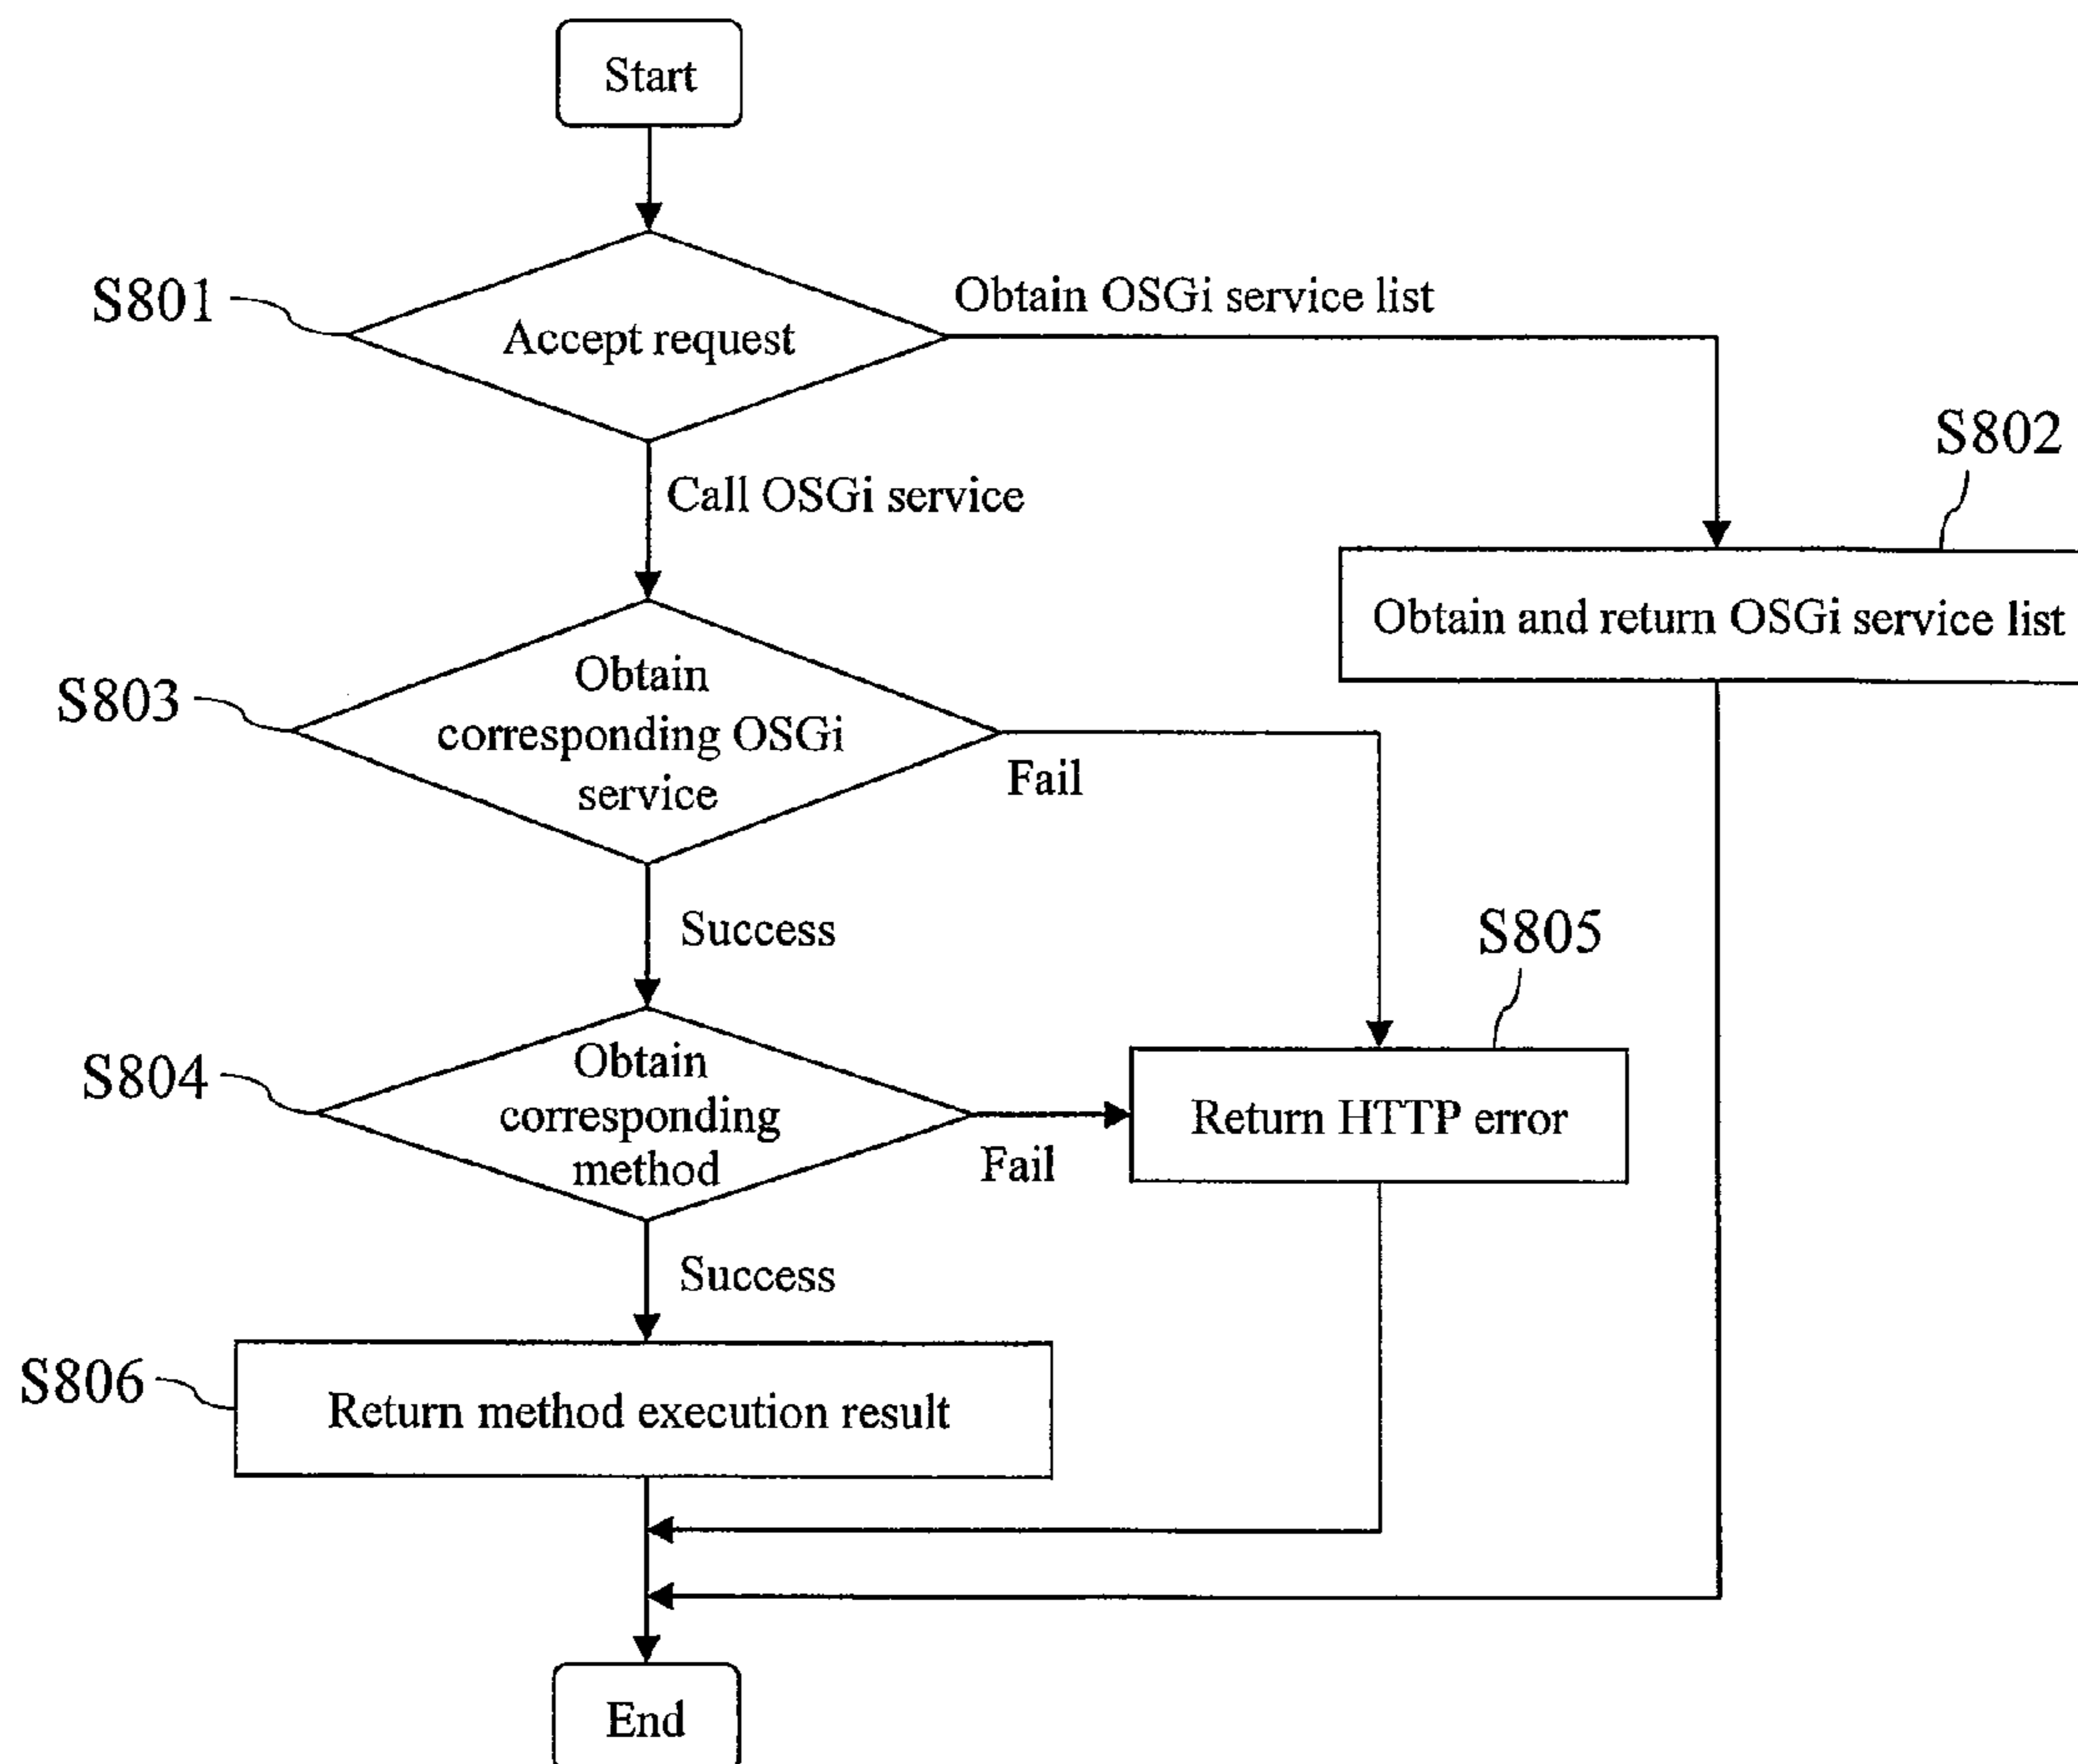 Start
S801
Accept request
Obtain OSGi service list
S802
Call OSGi service
Obtain and return OSGi service list
S803
Obtain
corresponding OSGi
service
Fail
Success
S805
S804
Obtain
corresponding
method
Fail
Return HTTP error
Success
S806
Return method execution result
End